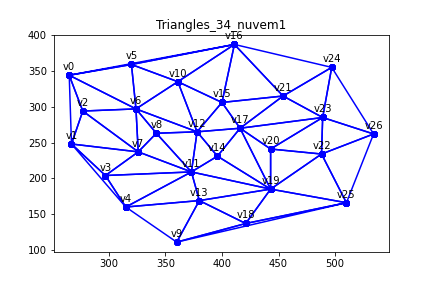 Triangles_34_nuvem1
v16
400
v5
v24
350
v0
v10
v21
300
v2
v6
v15
v23
v8
v12
v17
v26
250
v1
v7
v14
v20
v22
200
v3
v11
v19
v4
v13
v25
150
v18
v9
100
300
350
400
450
500